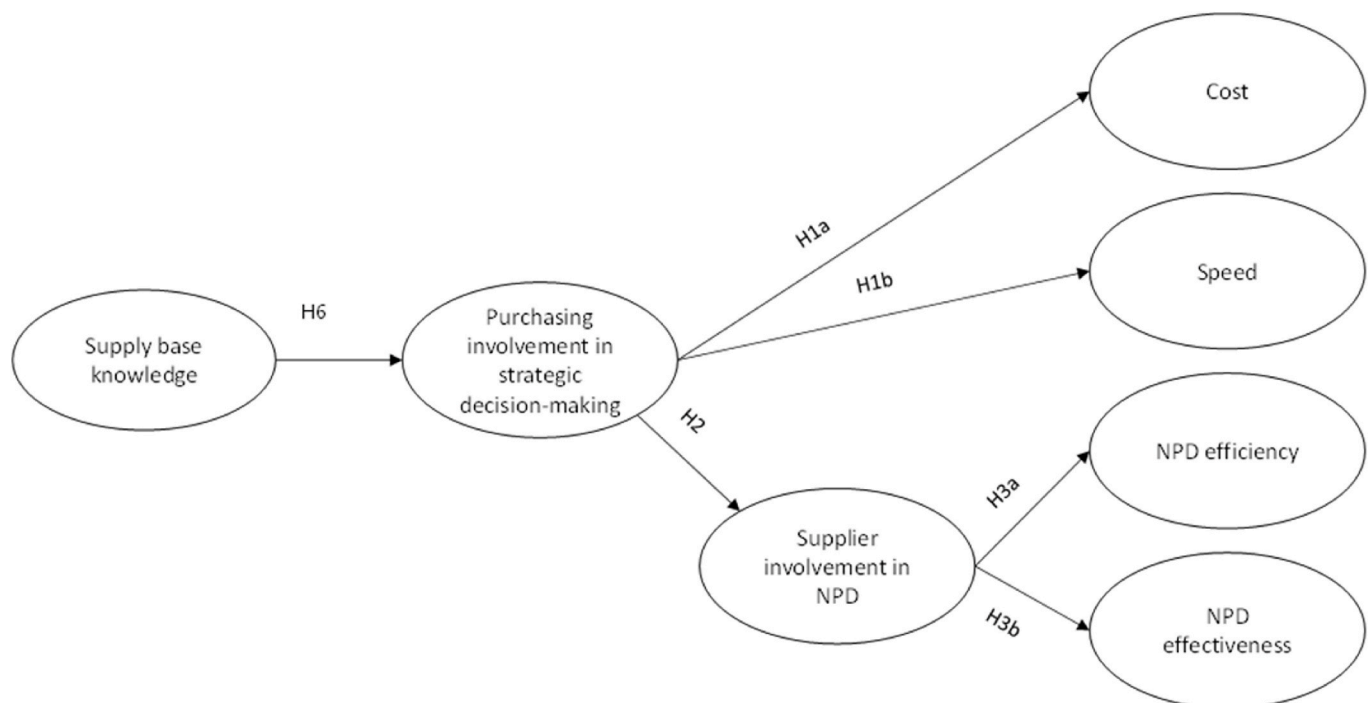 Cost
H1a
Speed
H1b
Supply base
knowledge
H6
Purchasing
involvement in
strategic
decision-making
H2
NPD efficiency
H3a
Supplier
involvement in
NPD
H3b
NPD
effectiveness